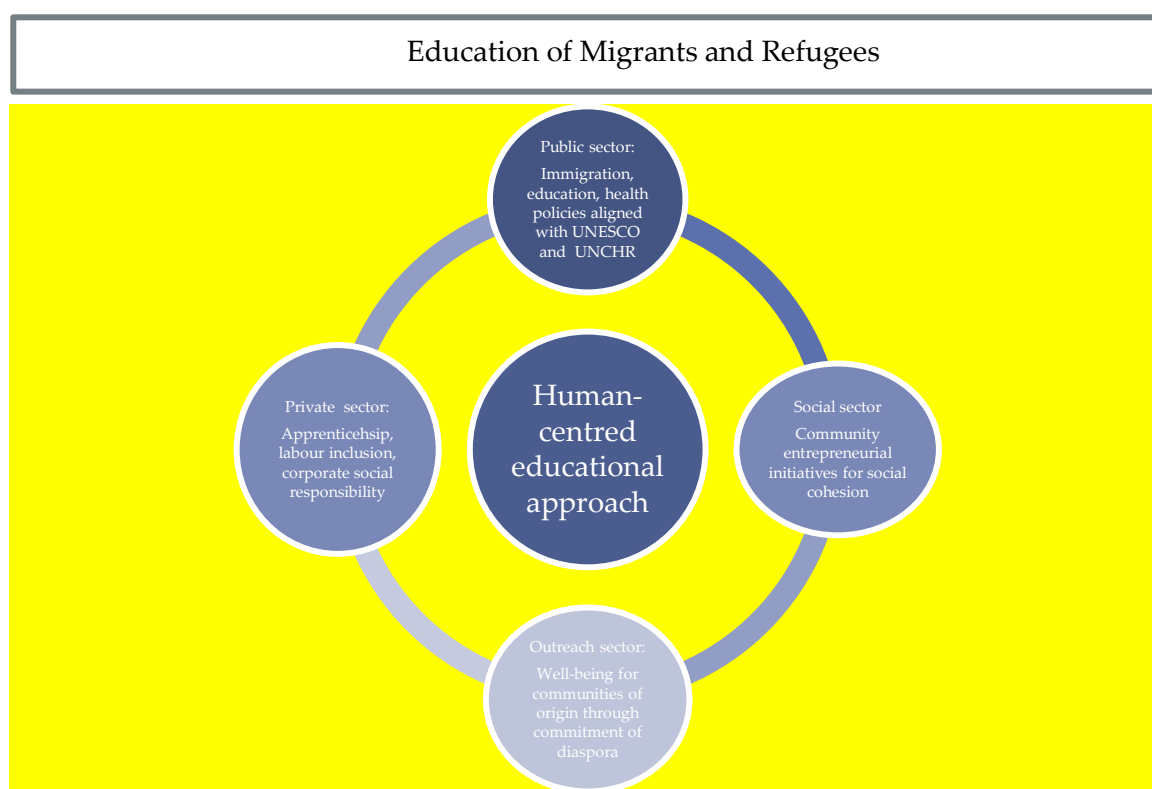 Education of Migrants and Refugees
Public sector:
Immigration,
education, health
policies aligned
with UNESCO
and UNCHR
Private sector:
Apprenticehsip,
labour inclusion,
corporate social
responsibility
Human-
centred
educational
approach
Social sector
Community
entrepreneurial
initiatives for social
cohesion
Outreach sector:
Well-being for
communities of
origin through
commitment of
diaspora